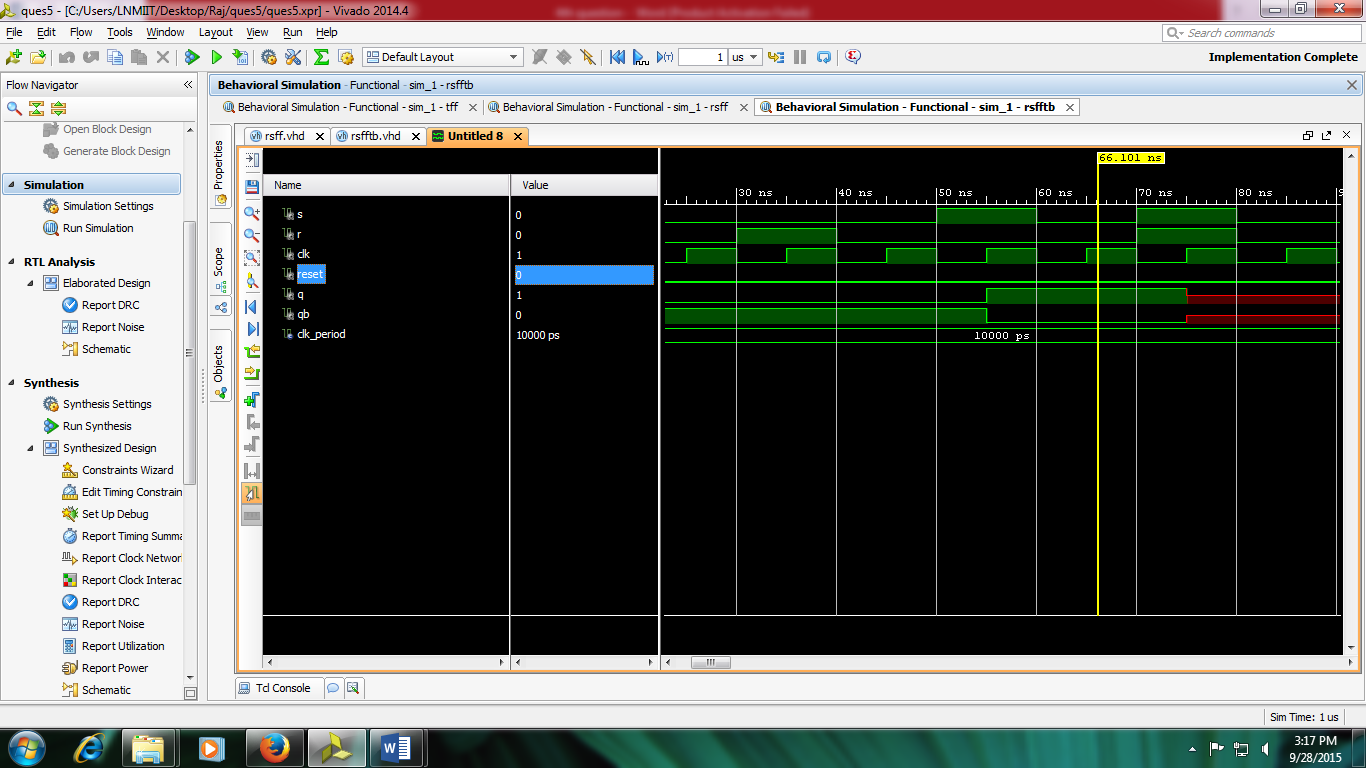 ques5 - [C:/Users/LNMIIT/Desktop/Raj/ques5/ques5.xpr] - Vivado 2014.4
File Edit Flow Tools Window Layout View Run Help
Search commands
Default Layout 1 us Implementation Complete
Flow Navigator
Open Block Design
Generate Block Design
Simulation
Simulation Settings
Run Simulation
RTL Analysis
Elaborated Design
Report DRC
Report Noise
Schematic
Synthesis
Synthesis Settings
Run Synthesis
Synthesized Design
Constraints Wizard
Edit Timing Constrain
Set Up Debug
Report Timing Summa
Report Clock Networ
Report Clock Interac
Report DRC
Report Noise
Report Utilization
Report Power
Schematic
Behavioral Simulation - Functional - sim_1 - rsfftb
Behavioral Simulation - Functional - sim_1 - tff
Behavioral Simulation - Functional - sim_1 - rsff
Behavioral Simulation - Functional - sim_1 - rsfftb
Properties
Scope
Objects
rsff.vhd rsfftb.vhd Untitled 8
66.101 ns
Name Value
30 ns 40 ns 50 ns 60 ns 70 ns 80 ns 9
s 0
r 0
clk 1
reset 0
q 1
qb 0
clk_period 10000 ps
10000 ps
Tcl Console
Sim Time: 1 us
3:17 PM
9/28/2015